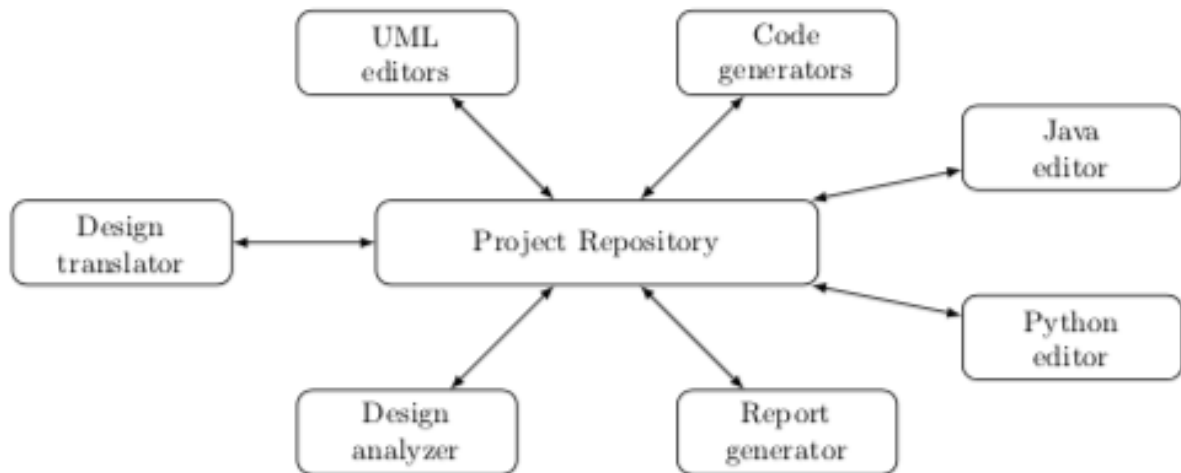 UML
editors
Code
generators
Java
editor
Design
translator
Project Repository
Python
editor
Design
analyzer
Report
generator